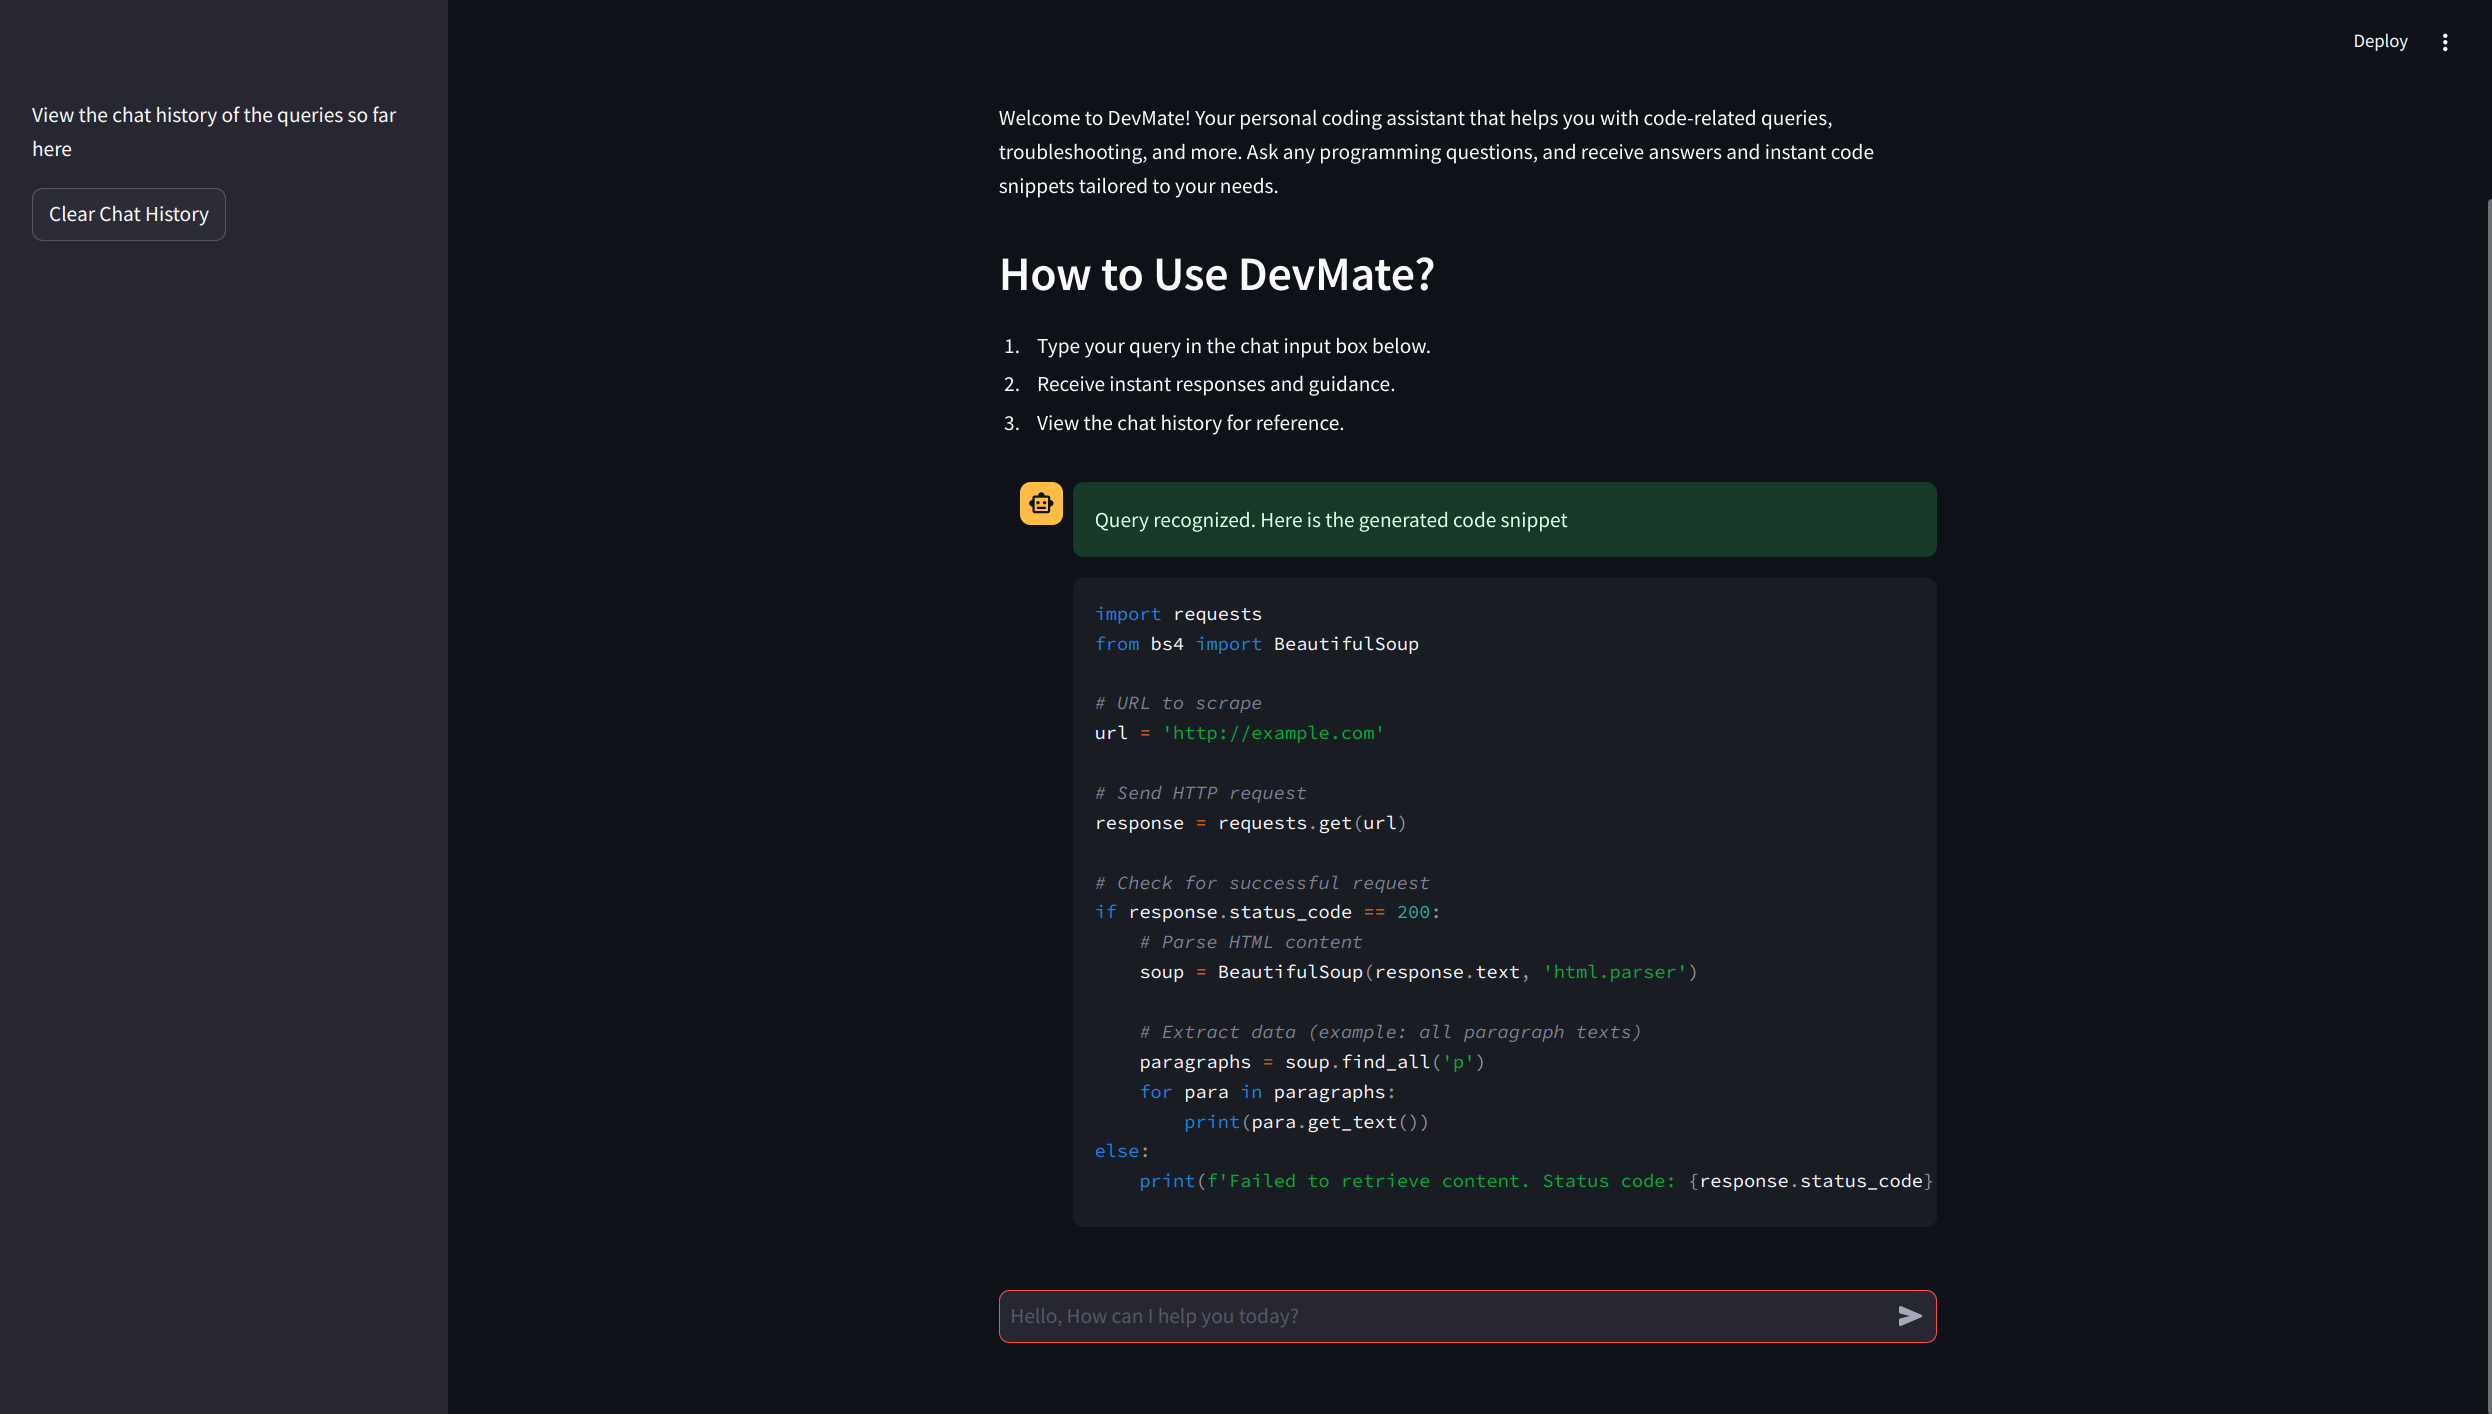 Deploy
View the chat history of the queries so far
here
Clear Chat History
Welcome to DevMate! Your personal coding assistant that helps you with code-related queries,
troubleshooting, and more. Ask any programming questions, and receive answers and instant code
snippets tailored to your needs.
How to Use DevMate?
1. Type your query in the chat input box below.
2. Receive instant responses and guidance.
3. View the chat history for reference.
Query recognized. Here is the generated code snippet
import requests
from bs4 import BeautifulSoup
# URL to scrape
url = 'http://example.com'
# Send HTTP request
response = requests.get(url)
# Check for successful request
if response.status_code == 200:
    # Parse HTML content
    soup = BeautifulSoup(response.text, 'html.parser')
    # Extract data (example: all paragraph texts)
    paragraphs = soup.find_all('p')
    for para in paragraphs:
        print(para.get_text())
else:
    print(f'Failed to retrieve content. Status code: {response.status_code}
Hello, How can I help you today?